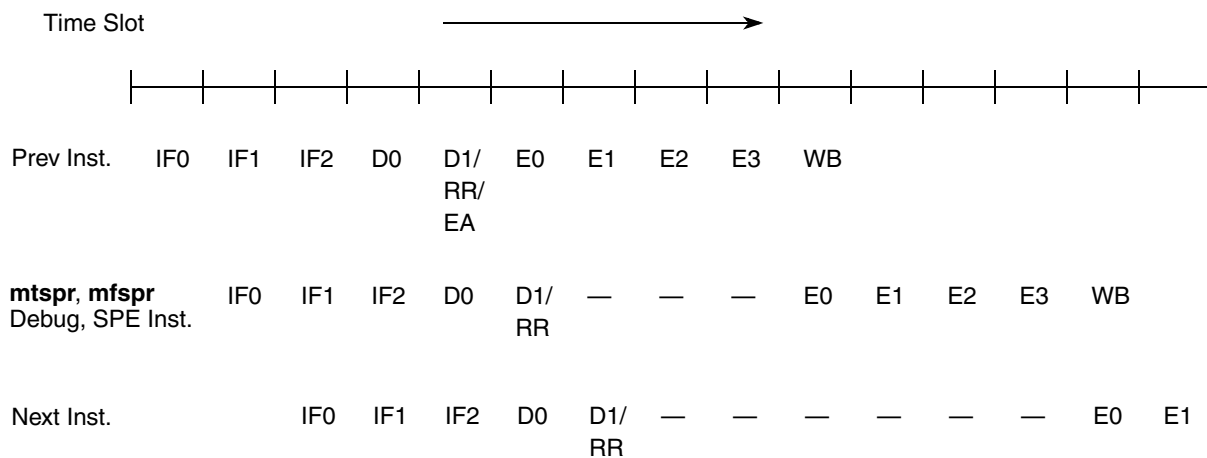 Time Slot
Prev Inst. IF0 IF1 IF2 D0 D1/ E0 E1 E2 E3 WB
RR/
EA
mtspr, mfspr IF0 IF1 IF2 D0 D1/ — — — E0 E1 E2 E3 WB
Debug, SPE Inst. RR
Next Inst. IF0 IF1 IF2 D0 D1/ — — — — — — E0 E1
RR